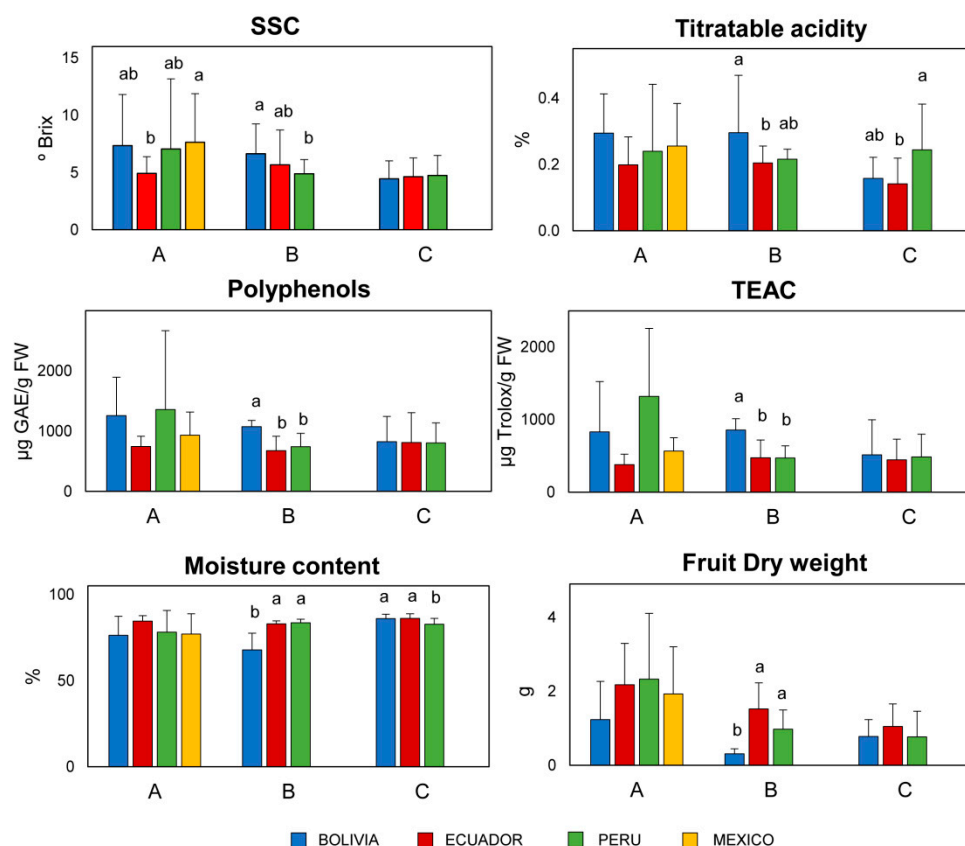 SSC
Titratable acidity
15
10
5
0
º Brix
ab
b
ab
a
a
ab
b
A
B
C
0.4
0.2
0.0
%
a
b
ab
ab
b
a
A
B
C
Polyphenols
TEAC
2000
1000
0
µg GAE/g FW
a
b
b
A
B
C
2000
1000
0
µg Trolox/g FW
a
b
b
A
B
C
Moisture content
Fruit Dry weight
100
50
0
%
b
a
a
a
a
b
A
B
C
4
2
0
g
b
a
a
A
B
C
BOLIVIA ECUADOR PERU MEXICO